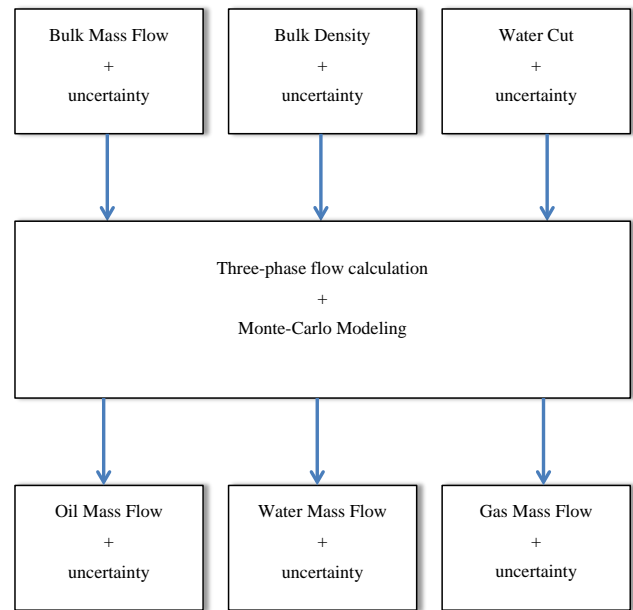 Bulk Mass Flow
+
uncertainty
Bulk Density
+
uncertainty
Water Cut
+
uncertainty
Three-phase flow calculation
+
Monte-Carlo Modeling
Oil Mass Flow
+
uncertainty
Water Mass Flow
+
uncertainty
Gas Mass Flow
+
uncertainty